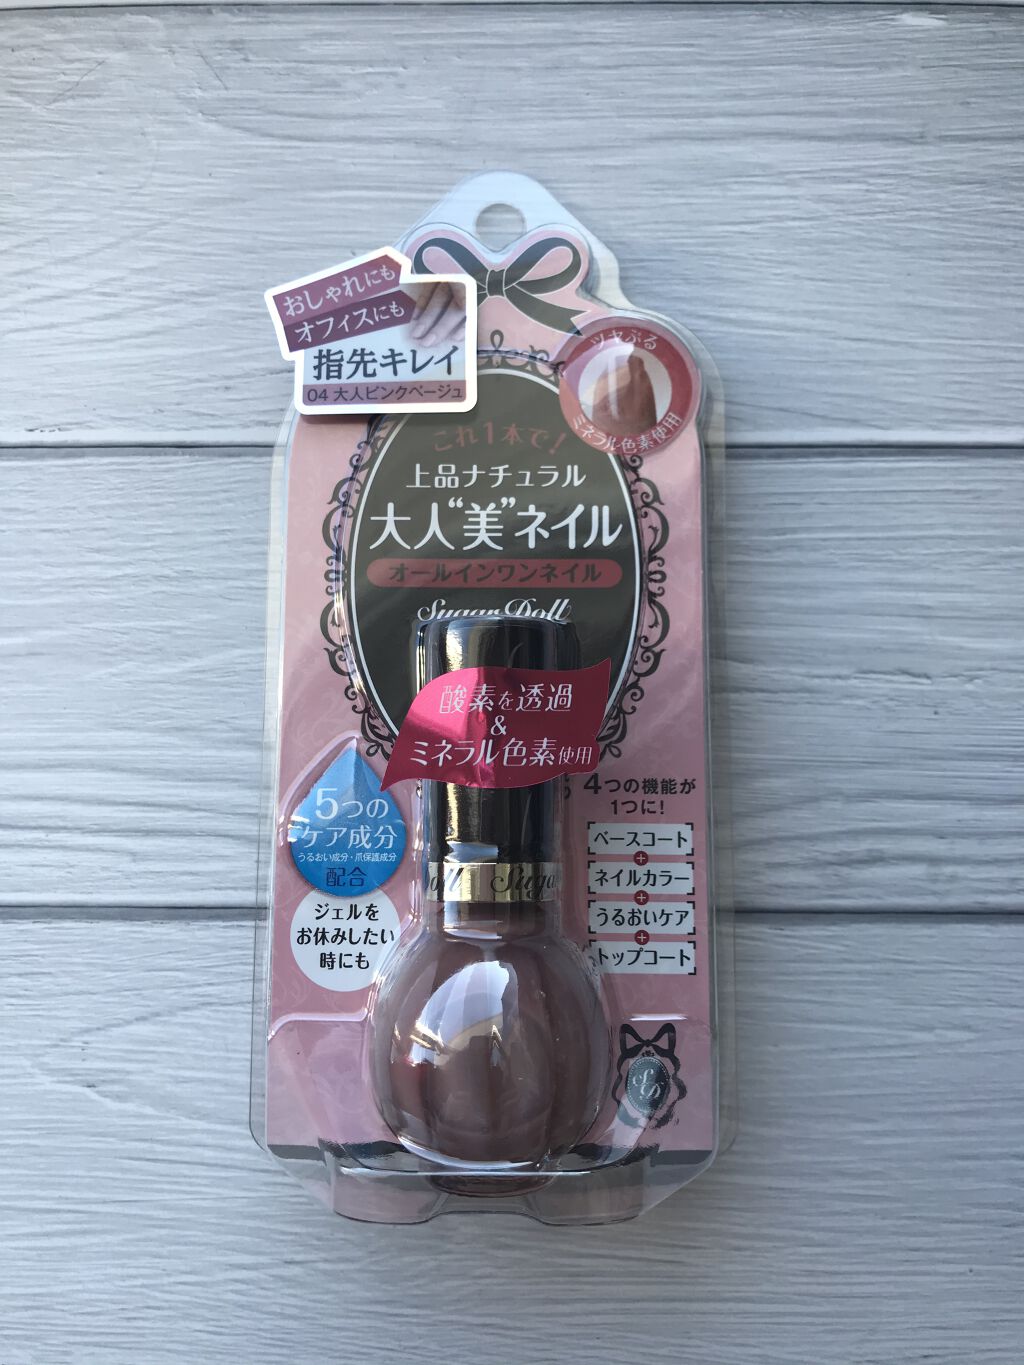 おしゃれにも
オフィスにも
指先キレイ
04 大人ピンクベージュ
ツヤぷる
ミネラル色素使用
これ1本で!
上品ナチュラル
大人“美”ネイル
オールインワンネイル
Sugar Doll
酸素を透過
&
ミネラル色素使用
5つの
ケア成分
うるおい成分・爪保護成分
配合
ジェルを
お休みしたい
時にも
4つの機能が
1つに!
ベースコート
+
ネイルカラー
+
うるおいケア
+
トップコート
oll Suga
SD